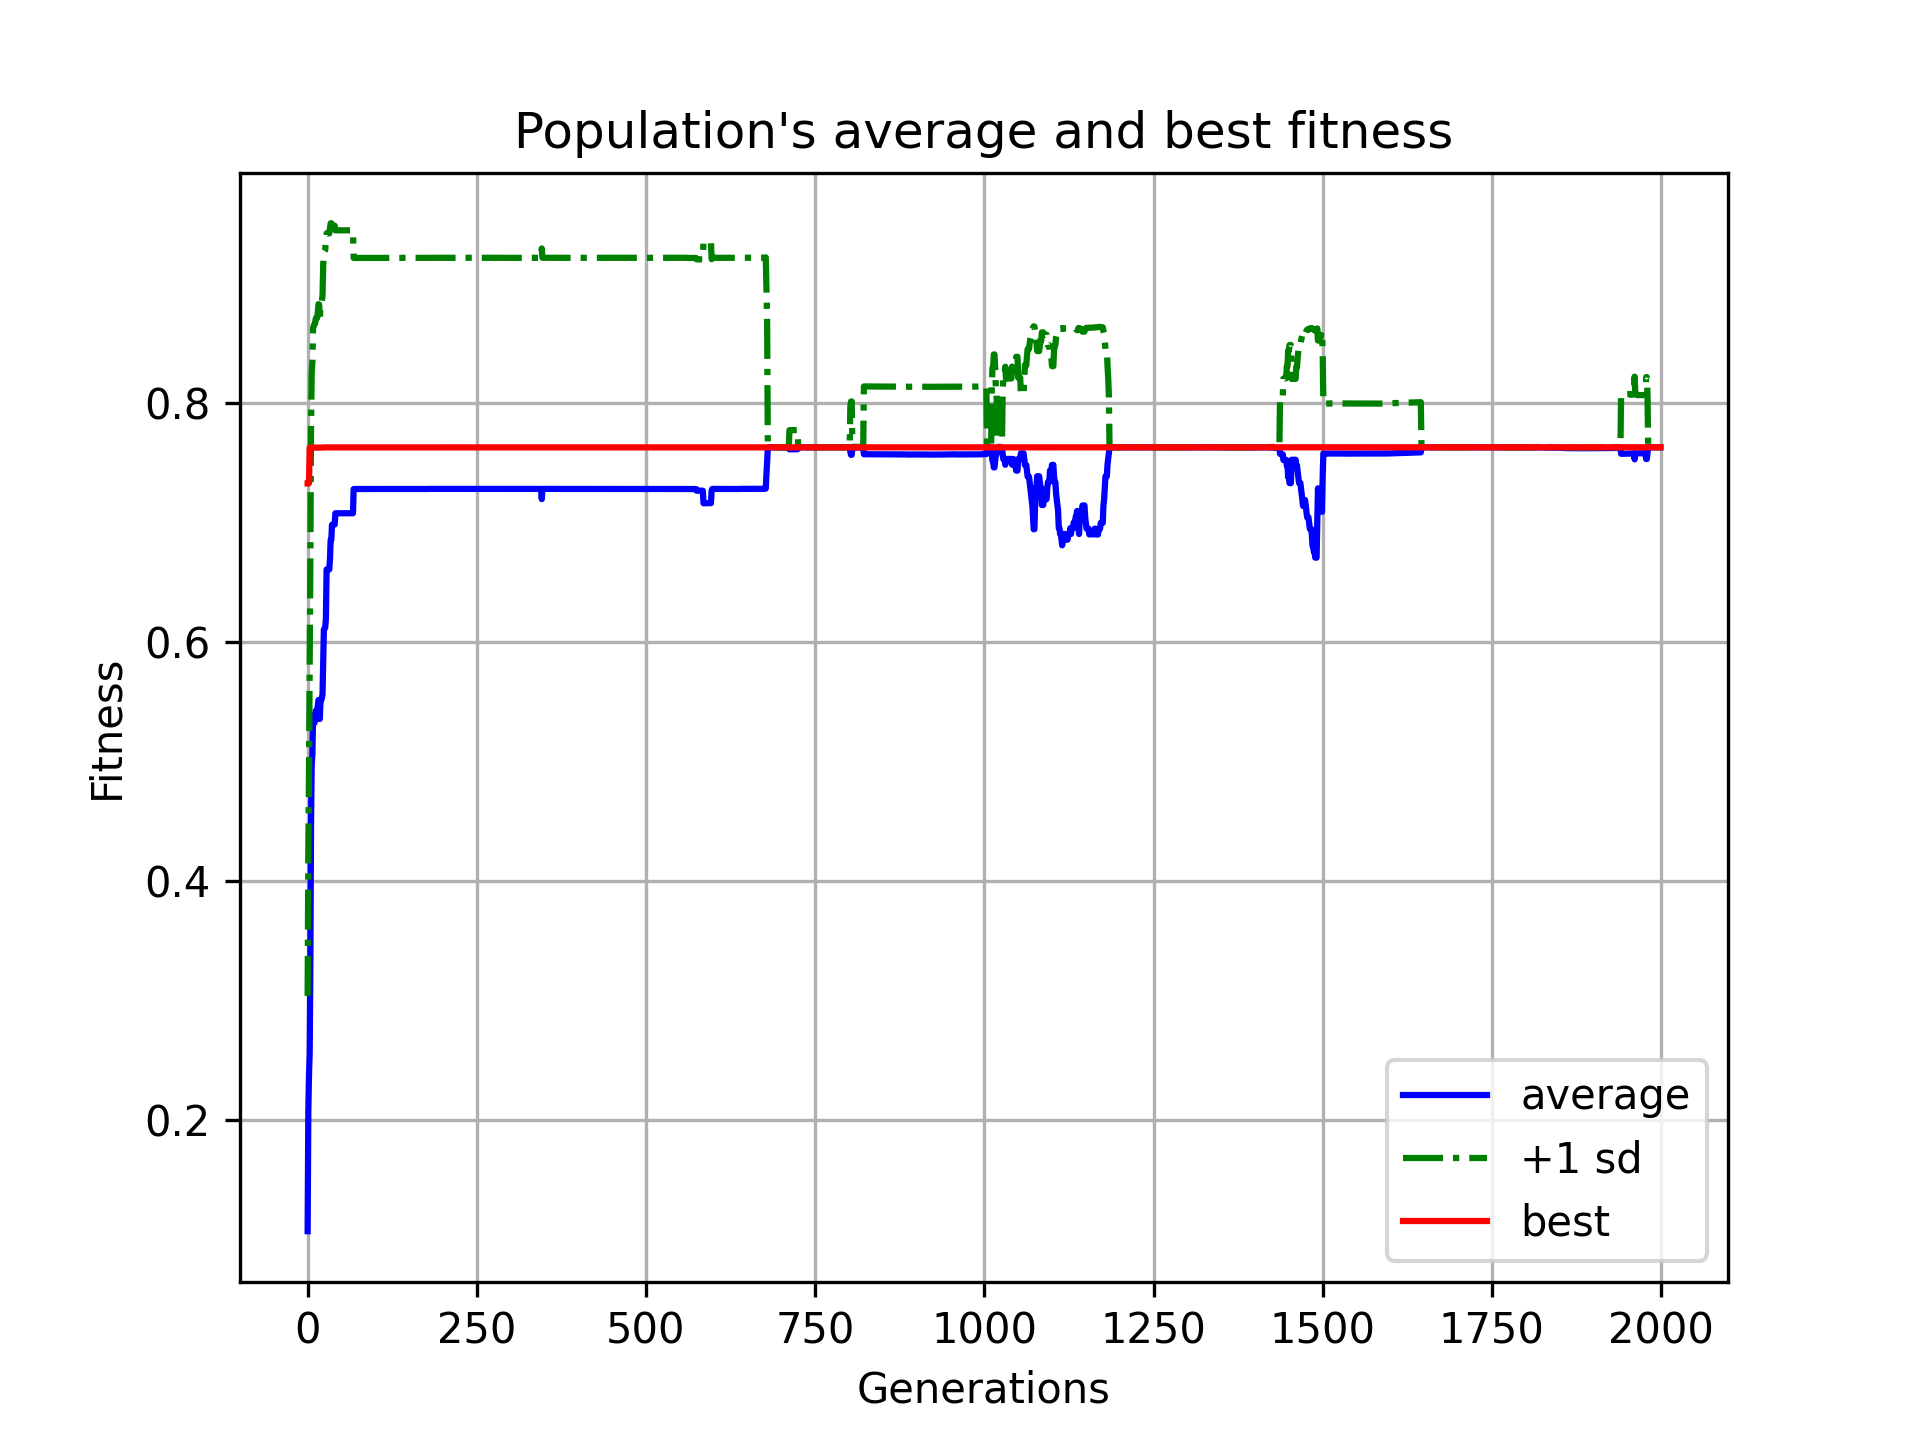 Population's average and best fitness
Fitness
0.8
0.6
0.4
0.2
0 250 500 750 1000 1250 1500 1750 2000
Generations
average
+1 sd
best